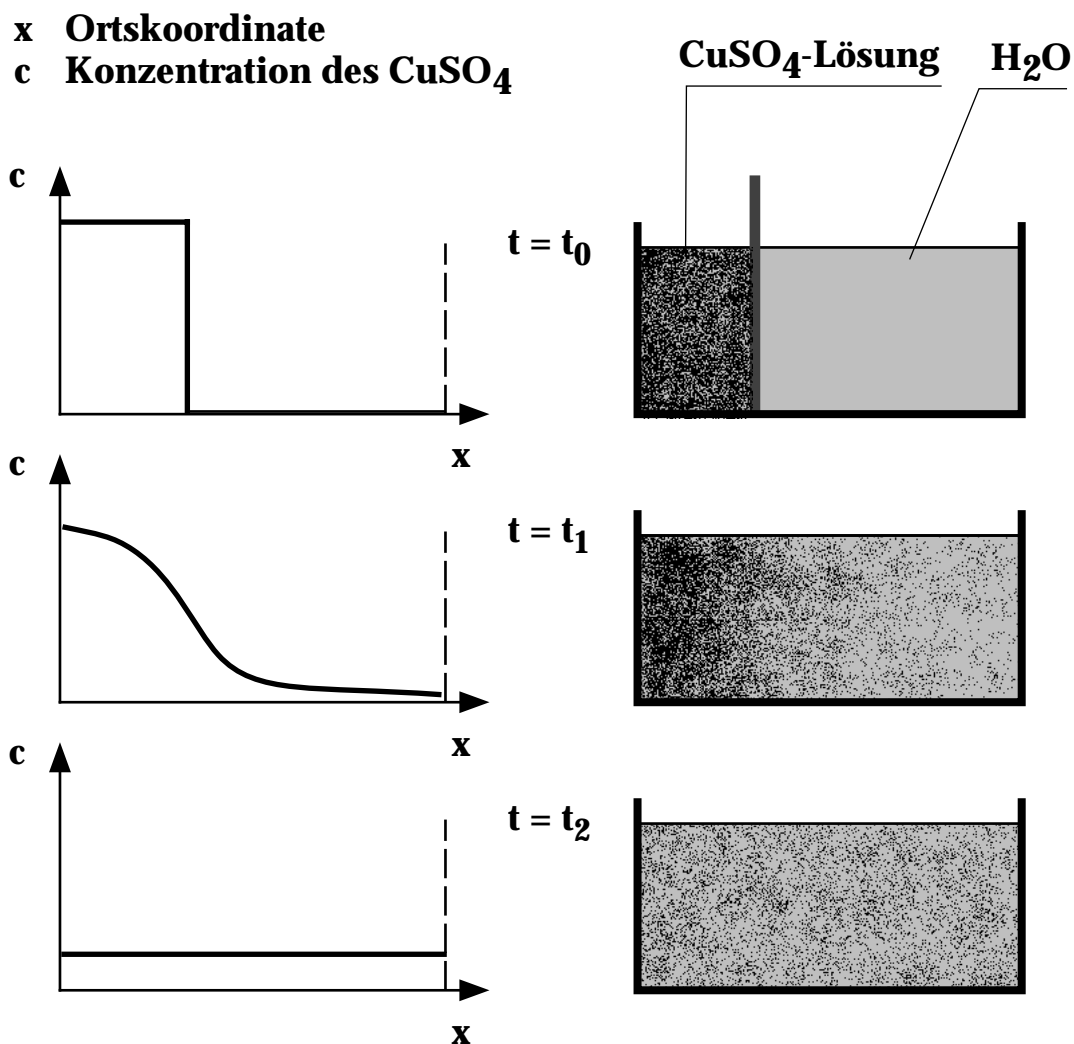 x Ortskoordinate
c Konzentration des CuSO4
CuSO4-Lösung
H2O
c
t = t0
x
c
t = t1
x
c
t = t2
x